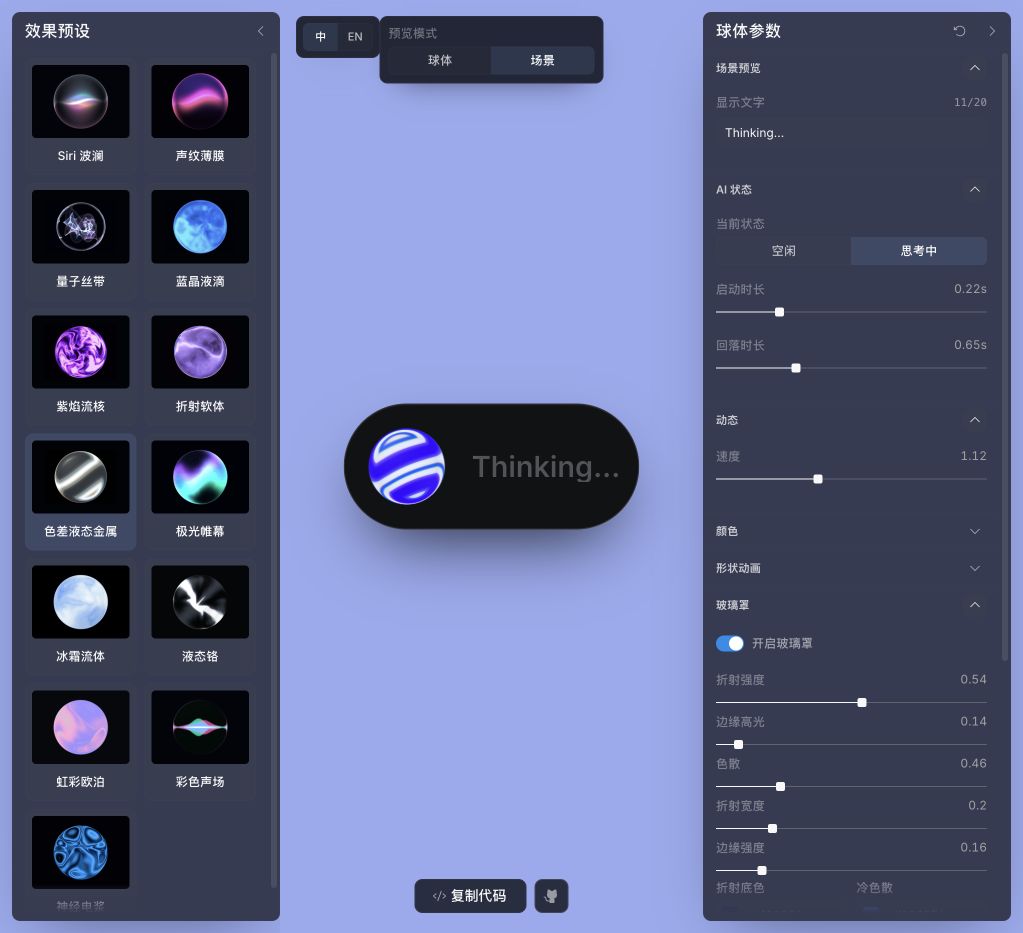 效果预设
Siri 波澜
声纹薄膜
量子丝带
蓝晶液滴
紫焰流核
折射软体
色差液态金属
极光帷幕
冰霜流体
液态铬
虹彩欧泊
彩色声场
神经电浆
中
EN
预览模式
球体
场景
Thinking...
</> 复制代码
球体参数
场景预览
显示文字
11/20
Thinking...
AI 状态
当前状态
空闲
思考中
启动时长
0.22s
回落时长
0.65s
动态
速度
1.12
颜色
形状动画
玻璃罩
开启玻璃罩
折射强度
0.54
边缘高光
0.14
色散
0.46
折射宽度
0.2
边缘强度
0.16
折射底色
冷色散